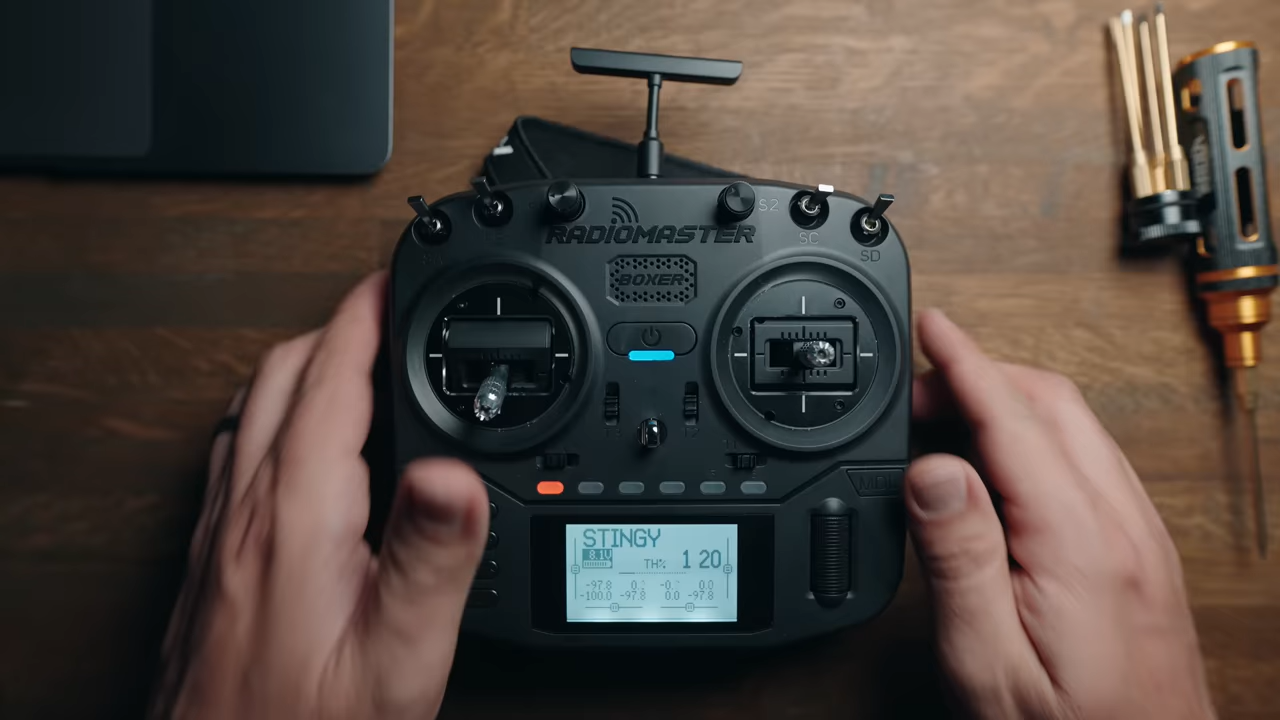 S2
RADIOMASTER
SC
SD
BOXER
STINGY
8.1V
TH% 1 20
-97.8 0.0
-100.0 -97.8 0.0 -97.8